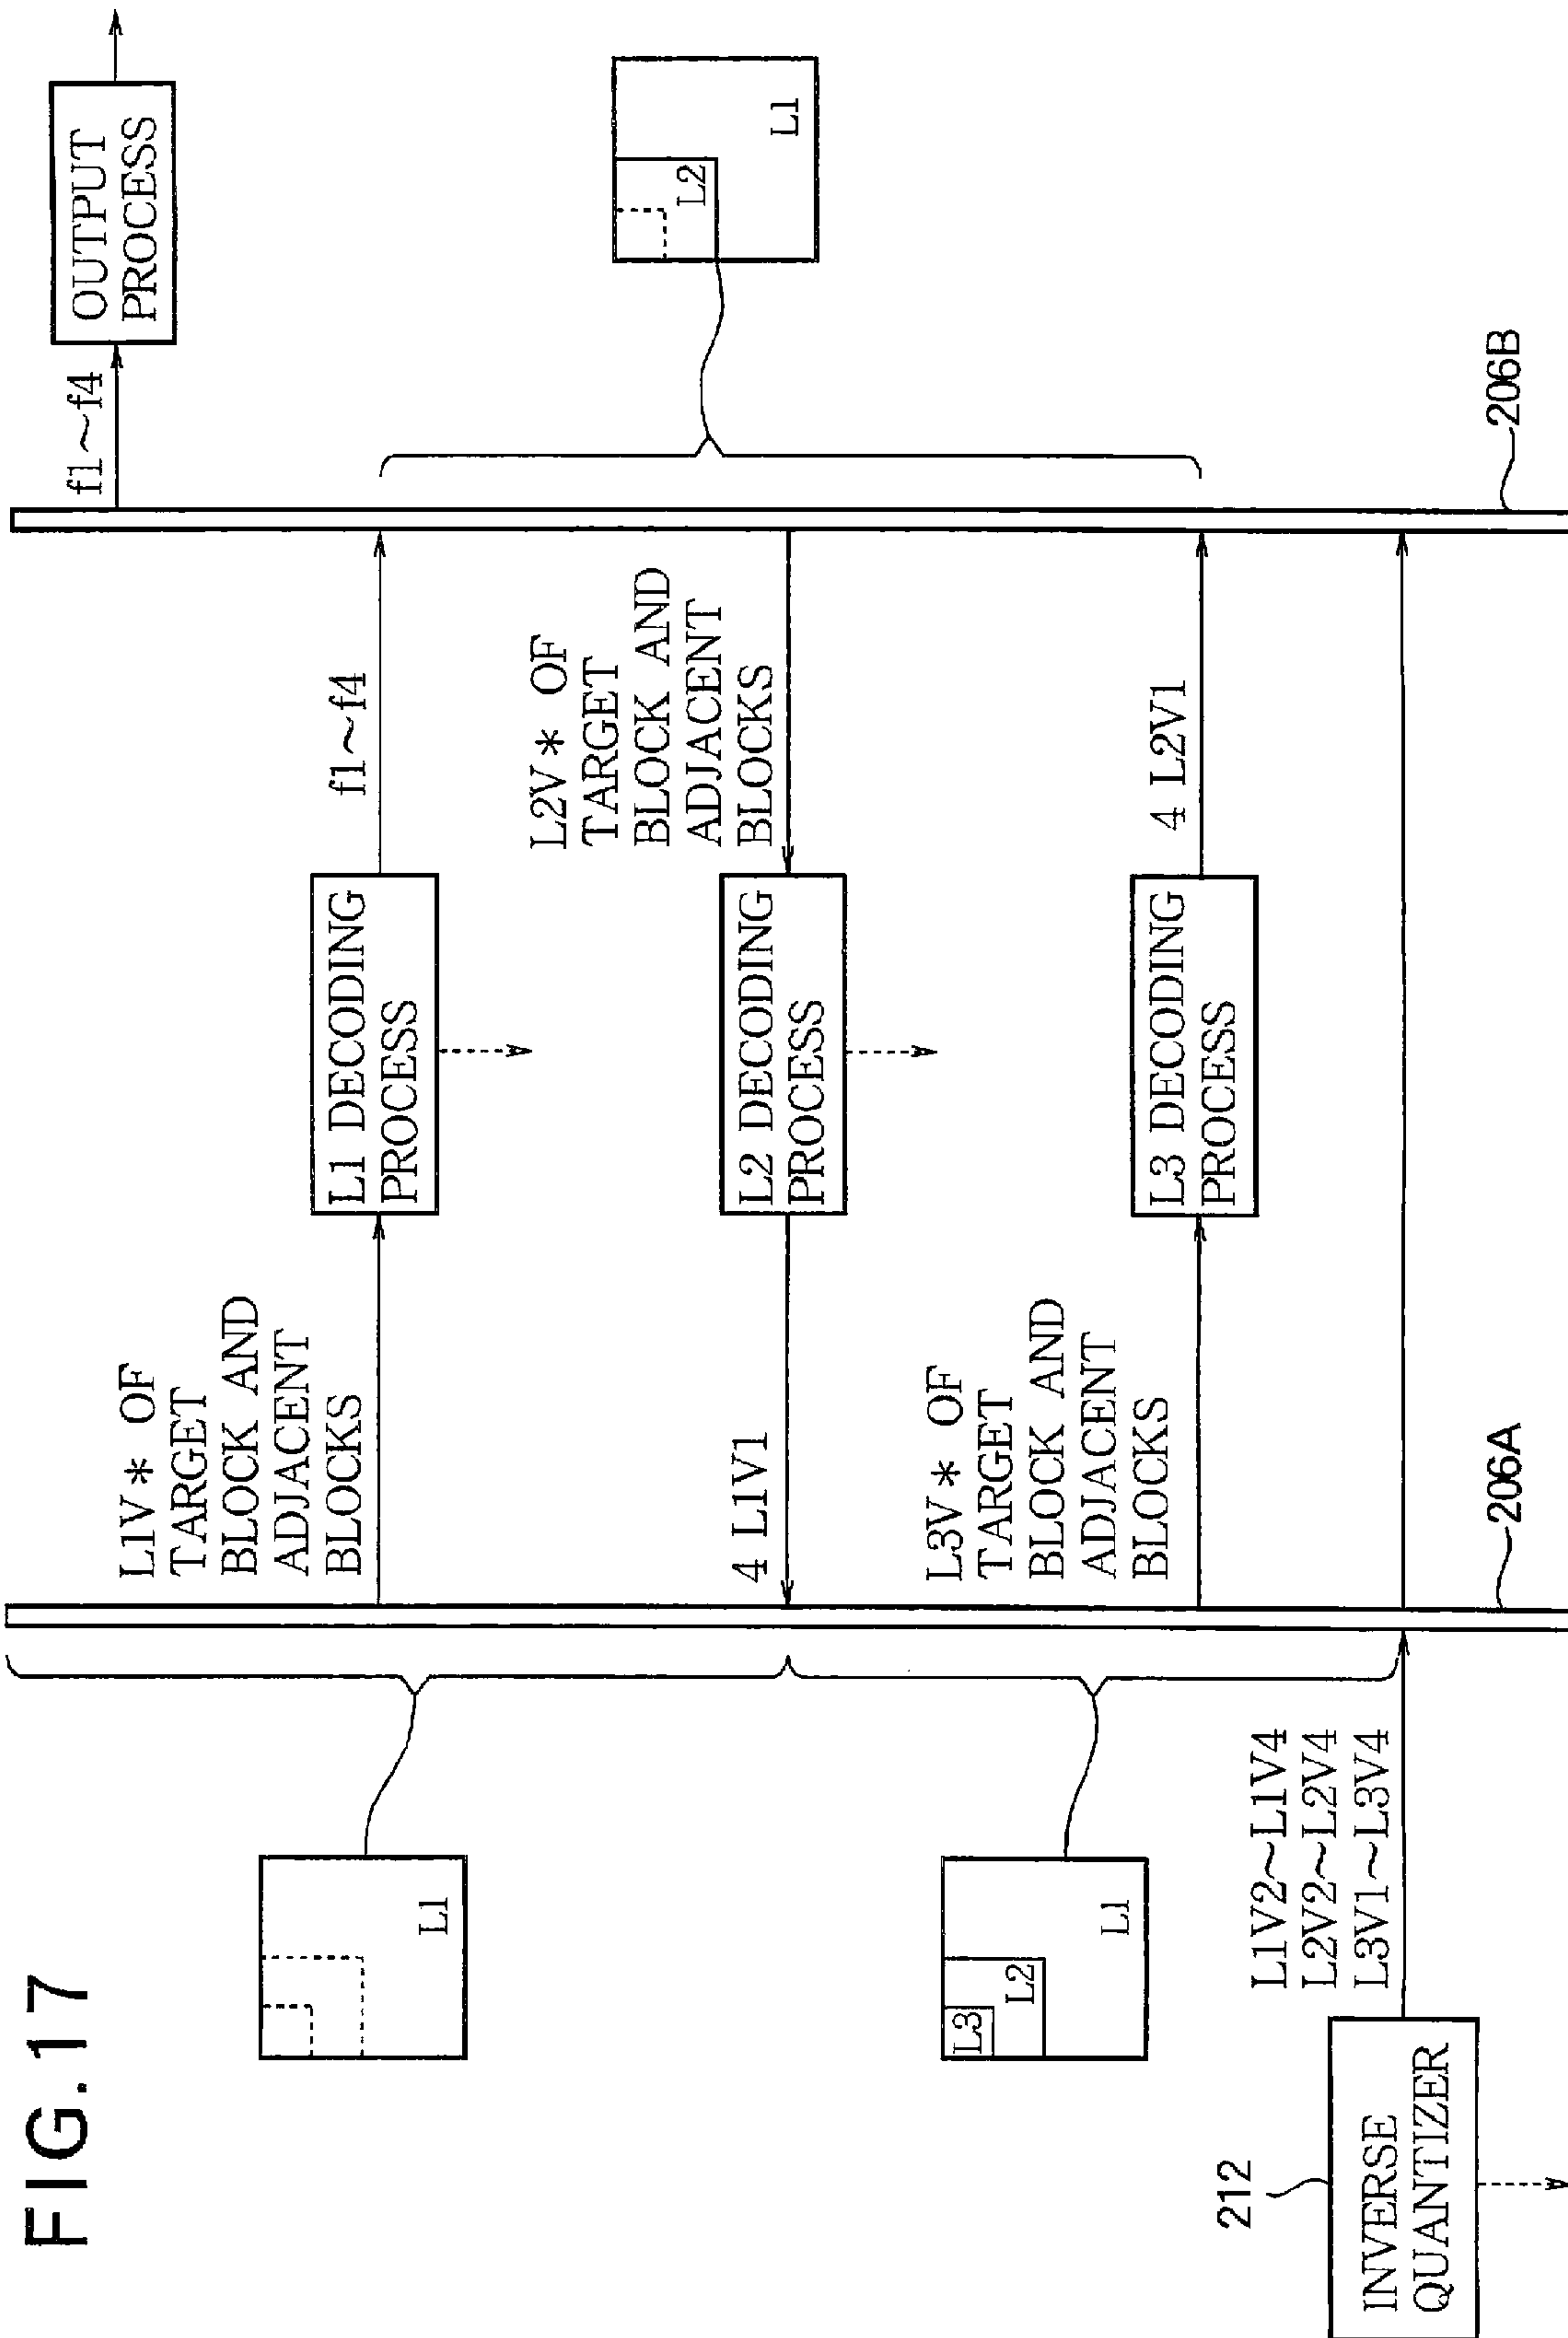 FIG.17
L1
L3
L2
L1
212
INVERSE
QUANTIZER
L1V2~L1V4
L2V2~L2V4
L3V1~L3V4
206A
L1V* OF
TARGET
BLOCK AND
ADJACENT
BLOCKS
4 L1V1
L3V* OF
TARGET
BLOCK AND
ADJACENT
BLOCKS
L1 DECODING
PROCESS
L2 DECODING
PROCESS
L3 DECODING
PROCESS
f1~f4
L2V* OF
TARGET
BLOCK AND
ADJACENT
BLOCKS
4 L2V1
206B
f1~f4
OUTPUT
PROCESS
L2
L1